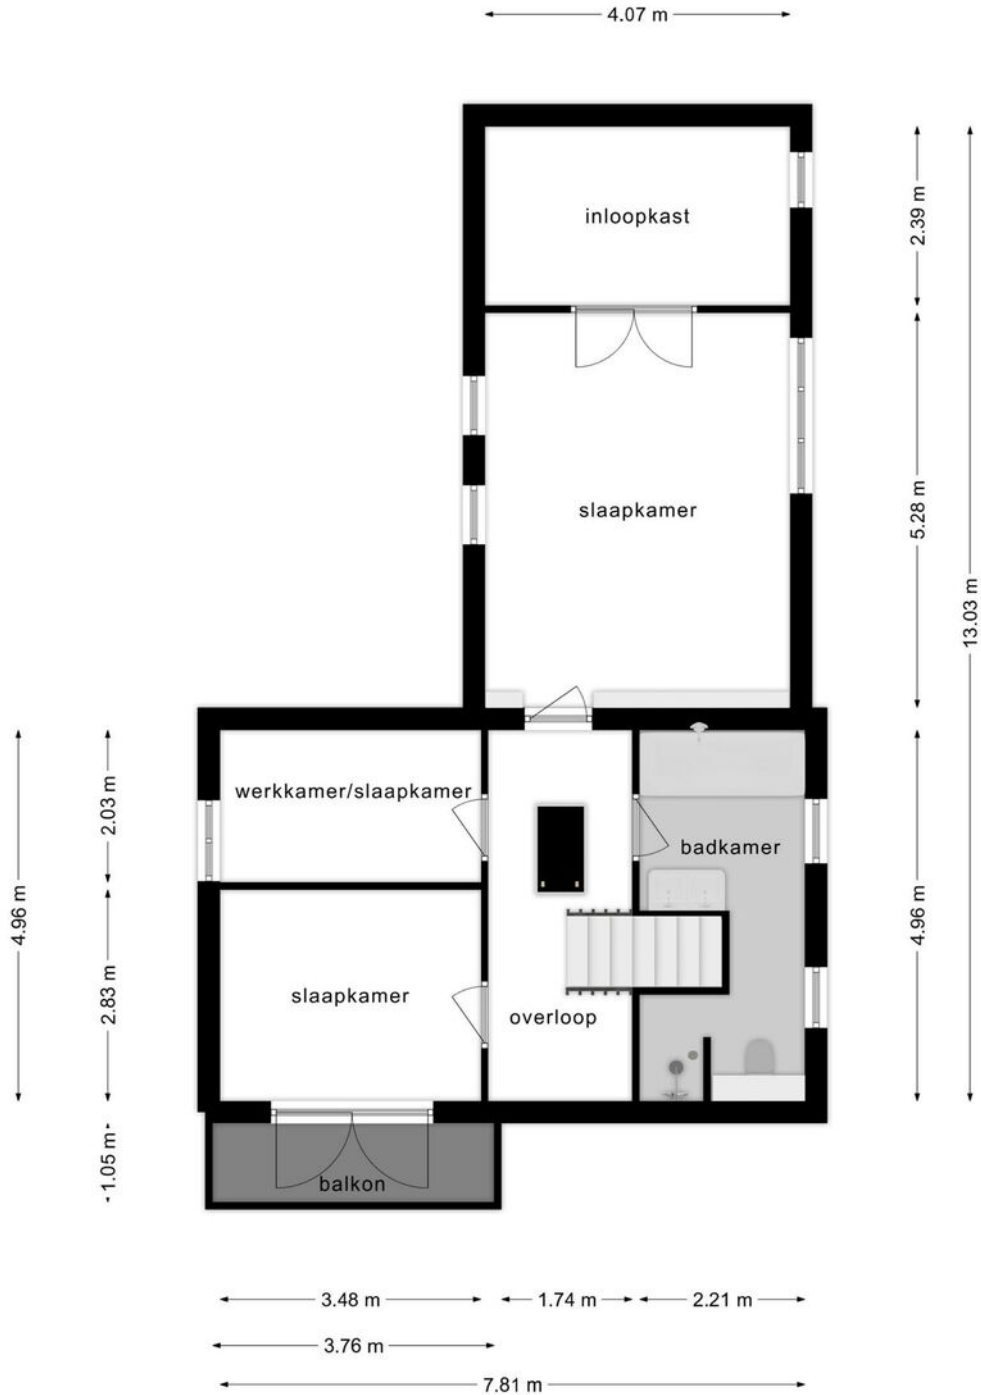 4.07 m
inloopkast
2.39 m
slaapkamer
5.28 m
13.03 m
werkkamer/slaapkamer
2.03 m
badkamer
4.96 m
4.96 m
2.83 m
slaapkamer
overloop
1.05 m
balkon
3.48 m
1.74 m
2.21 m
3.76 m
7.81 m